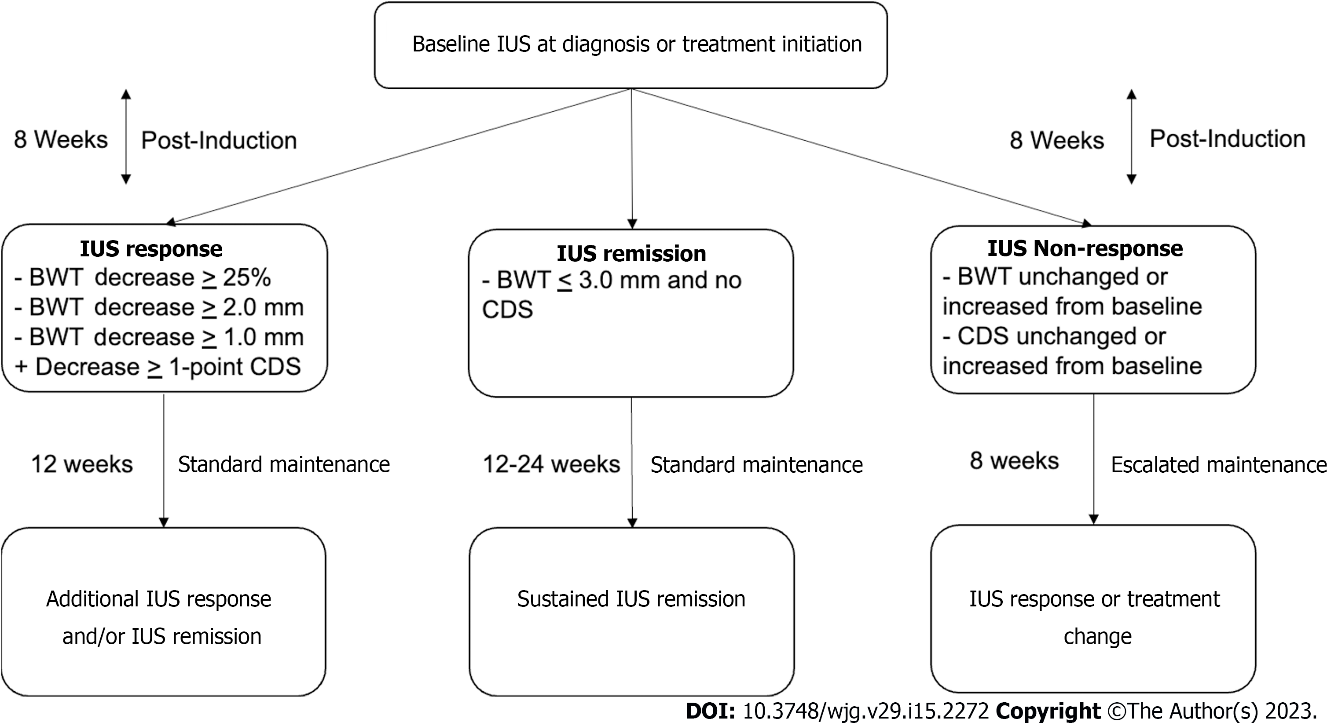 Baseline IUS at diagnosis or treatment initiation
8 Weeks
Post-Induction
8 Weeks
Post-Induction
IUS response
- BWT decrease ≥ 25%
- BWT decrease ≥ 2.0 mm
- BWT decrease ≥ 1.0 mm
+ Decrease ≥ 1-point CDS
IUS remission
- BWT ≤ 3.0 mm and no
CDS
IUS Non-response
- BWT unchanged or
increased from baseline
- CDS unchanged or
increased from baseline
12 weeks
Standard maintenance
12-24 weeks
Standard maintenance
8 weeks
Escalated maintenance
Additional IUS response
and/or IUS remission
Sustained IUS remission
IUS response or treatment
change
DOI: 10.3748/wjg.v29.i15.2272 Copyright ©The Author(s) 2023.